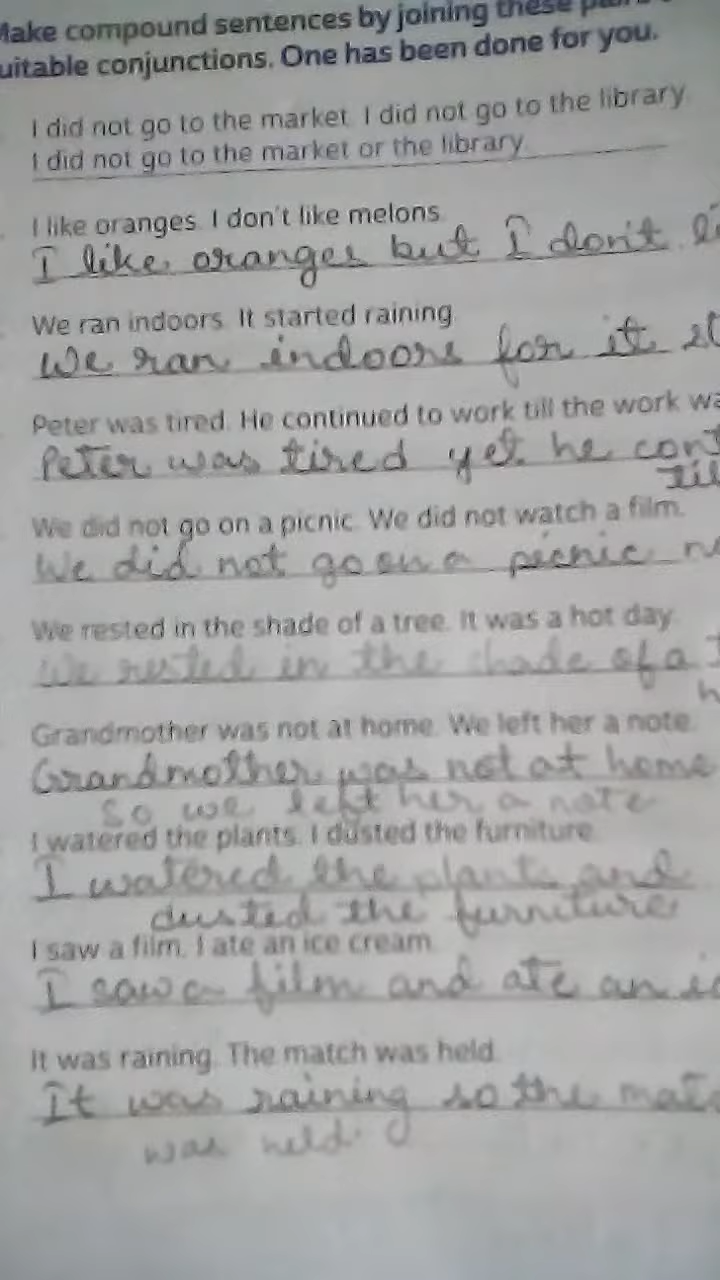 Make compound sentences by joining these
suitable conjunctions. One has been done for you.
I did not go to the market. I did not go to the library.
I did not go to the market or the library.
I like oranges. I don't like melons.
I like oranges but I don't
We ran indoors. It started raining.
We ran indoors for it
Peter was tired. He continued to work till the work
Peter was tired yet he
We did not go on a picnic. We did not watch a film.
We did not go on a picnic
We rested in the shade of a tree. It was a hot day.
We rested in the shade of a
Grandmother was not at home. We left her a note.
Grandmother was not at home
So we left her a note
I watered the plants. I dusted the furniture.
I watered the plants and
dusted the furniture
I saw a film. I ate an ice cream.
I saw a film and ate an
It was raining. The match was held.
It was raining so the
was held.